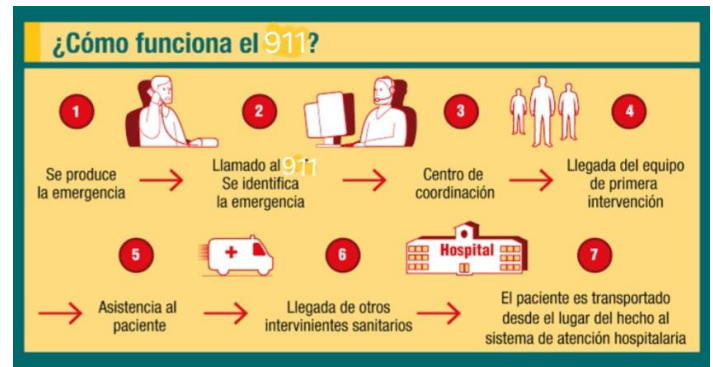 ¿Cómo funciona el 911?
1
2
3
4
Se produce
la emergencia
Llamado al 911
Se identifica
la emergencia
Centro de
coordinación
Llegada del equipo
de primera
intervención
5
6
Hospital
7
Asistencia al
paciente
Llegada de otros
intervinientes sanitarios
El paciente es transportado
desde el lugar del hecho al
sistema de atención hospitalaria